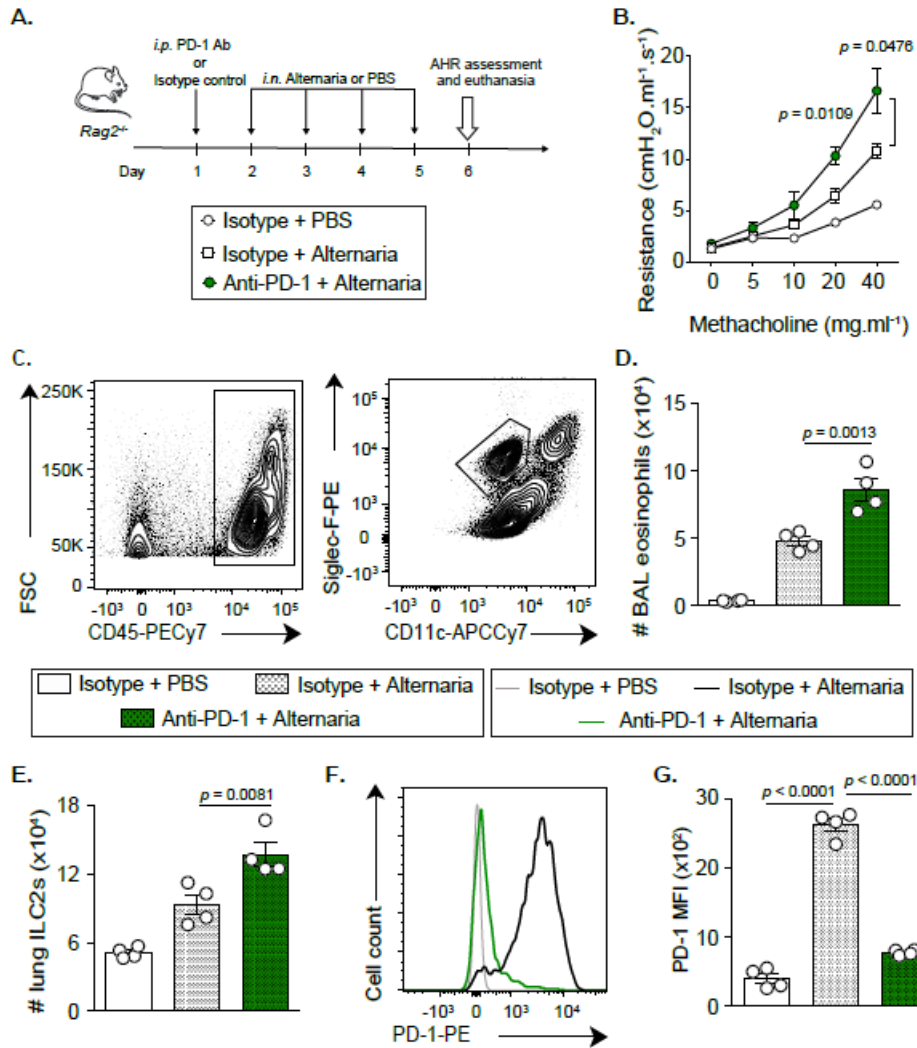 A.
i.p. PD-1 Ab
or
Isotype control
i.n. Alternaria or PBS
AHR assessment
and euthanasia
Rag2-/-
Day 1 2 3 4 5 6
Isotype + PBS
Isotype + Alternaria
Anti-PD-1 + Alternaria
B.
Resistance (cmH2O.ml-1.s-1)
20
15
10
5
0
p = 0.0476
p = 0.0109
0 5 10 20 40
Methacholine (mg.ml-1)
C.
FSC
250K
200K
150K
100K
50K
0
-10³ 0 10³ 10⁴ 10⁵
CD45-PECy7
Siglec-F-PE
10⁵
10⁴
10³
0
-10³
-10³ 0 10³ 10⁴ 10⁵
CD11c-APCCy7
D.
# BAL eosinophils (x10⁴)
15
10
5
0
p = 0.0013
Isotype + PBS
Isotype + Alternaria
Anti-PD-1 + Alternaria
Isotype + PBS
Isotype + Alternaria
Anti-PD-1 + Alternaria
E.
# lung ILC2s (x10⁴)
18
12
6
0
p = 0.0081
F.
Cell count
-10³ 0 10³ 10⁴
PD-1-PE
G.
PD-1 MFI (x10²)
30
20
10
0
p < 0.0001
p < 0.0001